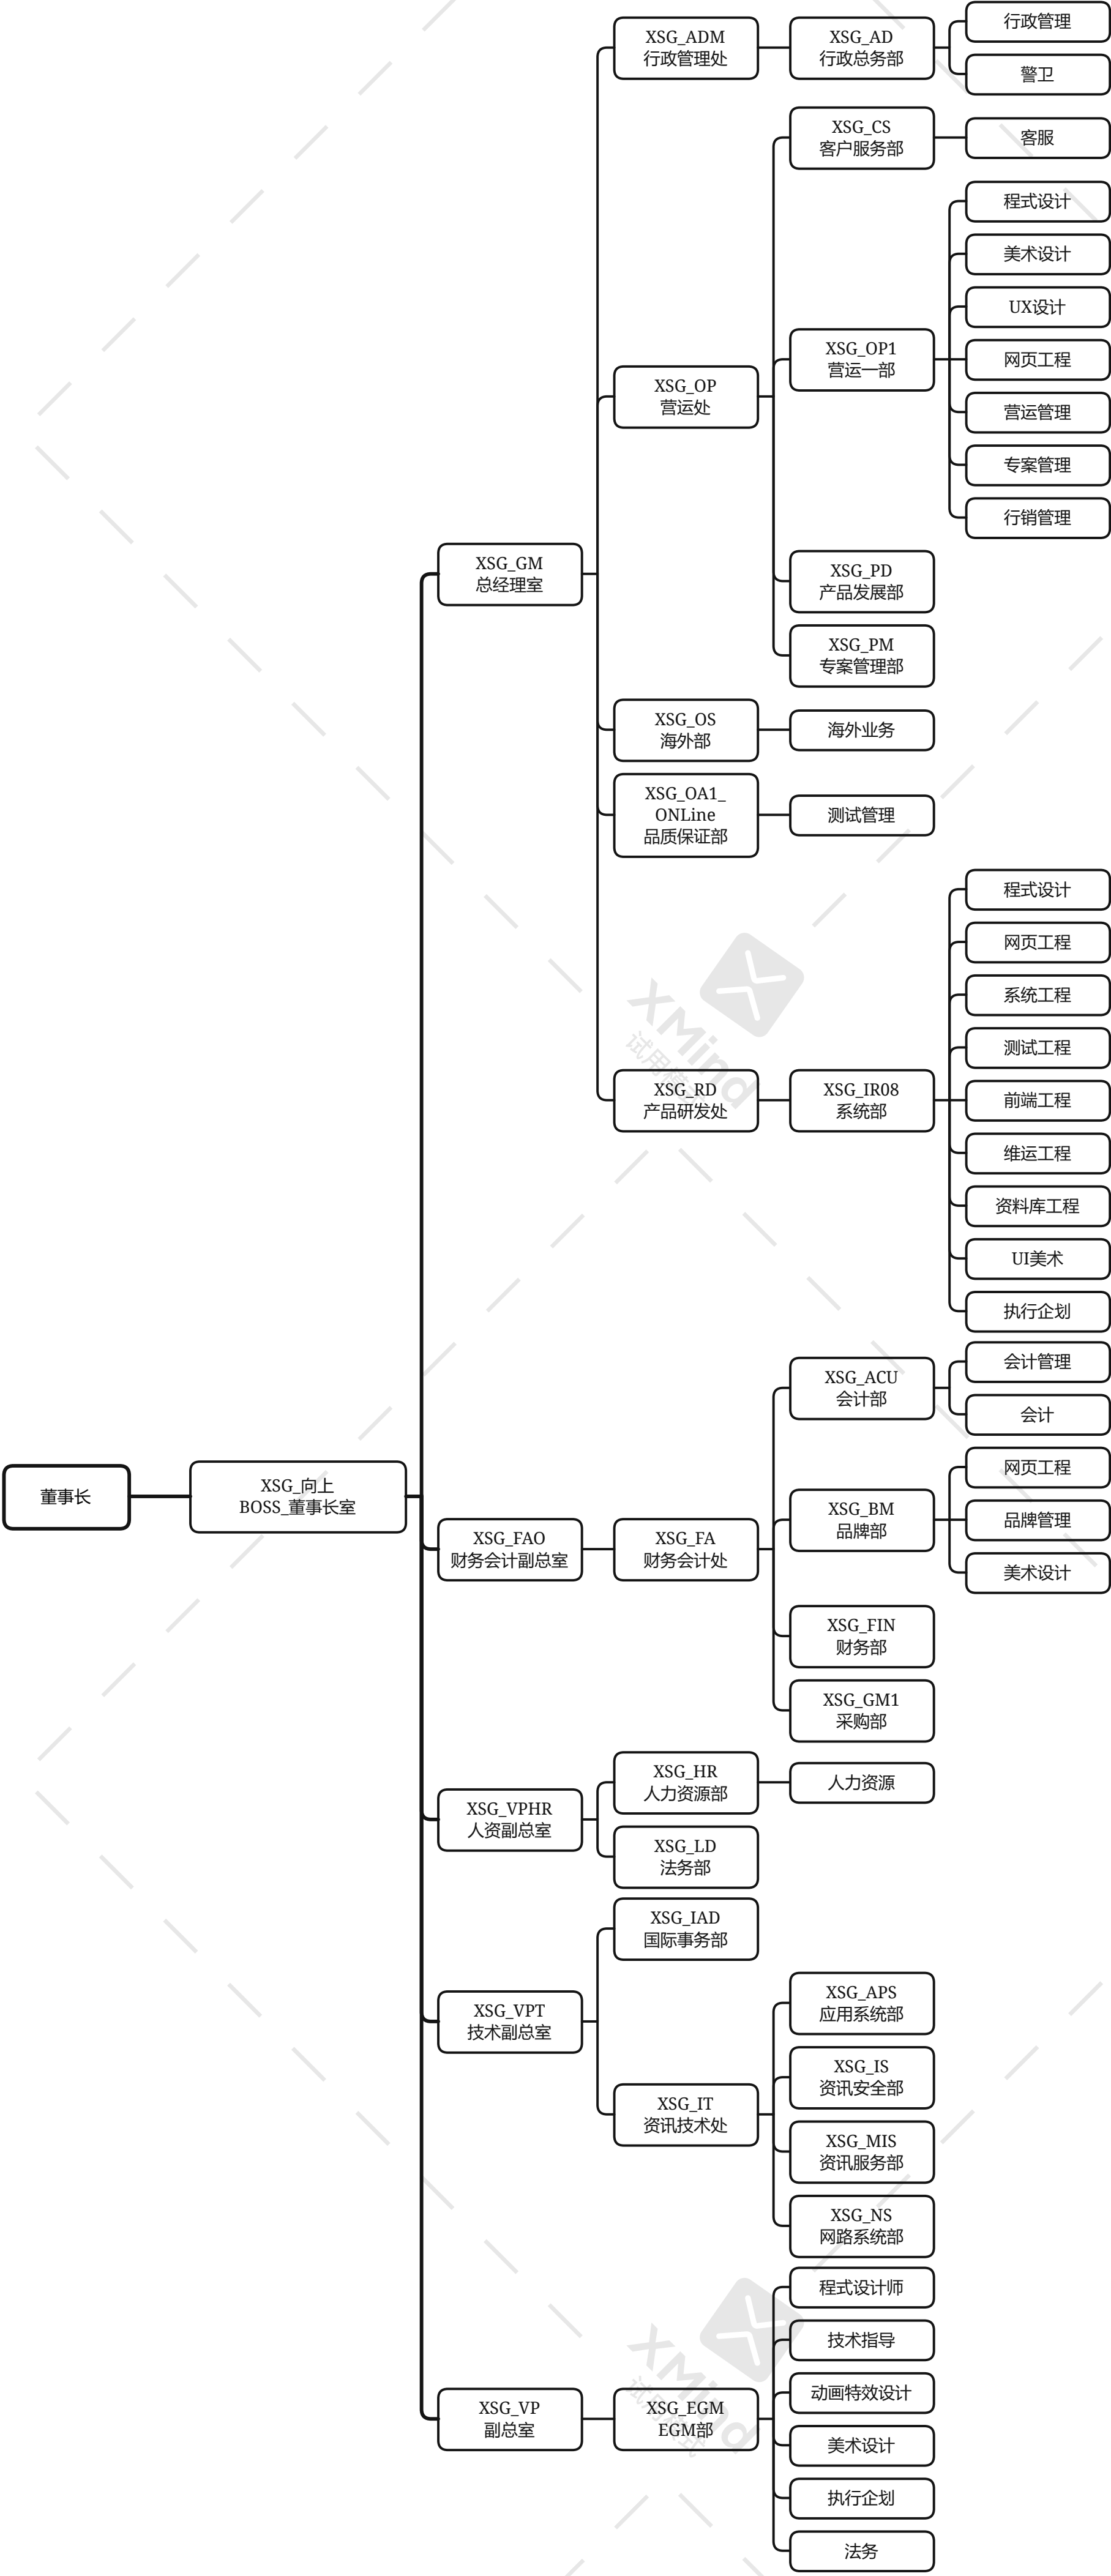 董事长
XSG_向上
BOSS_董事长室
XSG_GM
总经理室
XSG_ADM
行政管理处
XSG_AD
行政总务部
行政管理
警卫
XSG_OP
营运处
XSG_CS
客户服务部
客服
XSG_OP1
营运一部
程式设计
美术设计
UX设计
网页工程
营运管理
专案管理
行销管理
XSG_PD
产品发展部
XSG_PM
专案管理部
XSG_OS
海外部
海外业务
XSG_OA1_
ONLine
品质保证部
测试管理
XSG_RD
产品研发处
XSG_IR08
系统部
程式设计
网页工程
系统工程
测试工程
前端工程
维运工程
资料库工程
UI美术
执行企划
XSG_FAO
财务会计副总室
XSG_FA
财务会计处
XSG_ACU
会计部
会计管理
会计
XSG_BM
品牌部
网页工程
品牌管理
美术设计
XSG_FIN
财务部
XSG_GM1
采购部
XSG_VPHR
人资副总室
XSG_HR
人力资源部
人力资源
XSG_LD
法务部
XSG_VPT
技术副总室
XSG_IAD
国际事务部
XSG_IT
资讯技术处
XSG_APS
应用系统部
XSG_IS
资讯安全部
XSG_MIS
资讯服务部
XSG_NS
网路系统部
XSG_VP
副总室
XSG_EGM
EGM部
程式设计师
技术指导
动画特效设计
美术设计
执行企划
法务
XMind
试用模式
XMind
试用模式